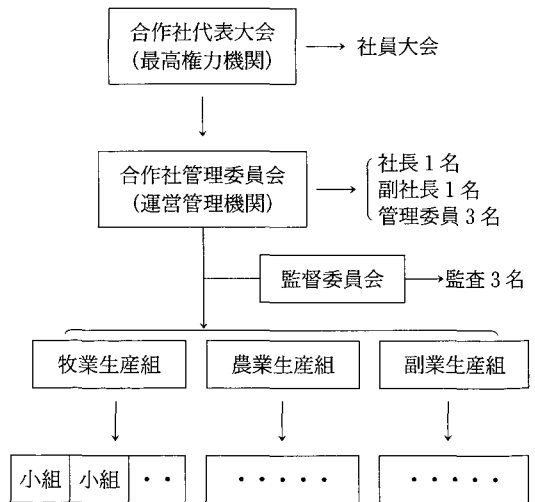 合作社代表大会
(最高権力機関)
社員大会
合作社管理委員会
(運営管理機関)
社長1名
副社長1名
管理委員3名
監督委員会
監査3名
牧業生産組
農業生産組
副業生産組
小組 小組 ・・
・・・・・
・・・・・